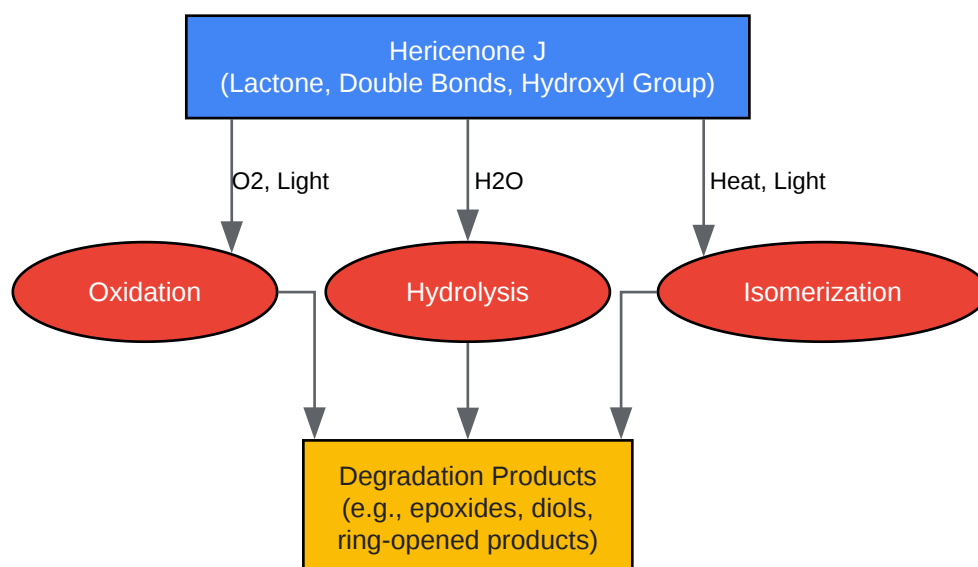 Hericenone J
(Lactone, Double Bonds, Hydroxyl Group)
O2, Light
H2O
Heat, Light
Oxidation
Hydrolysis
Isomerization
Degradation Products
(e.g., epoxides, diols,
ring-opened products)